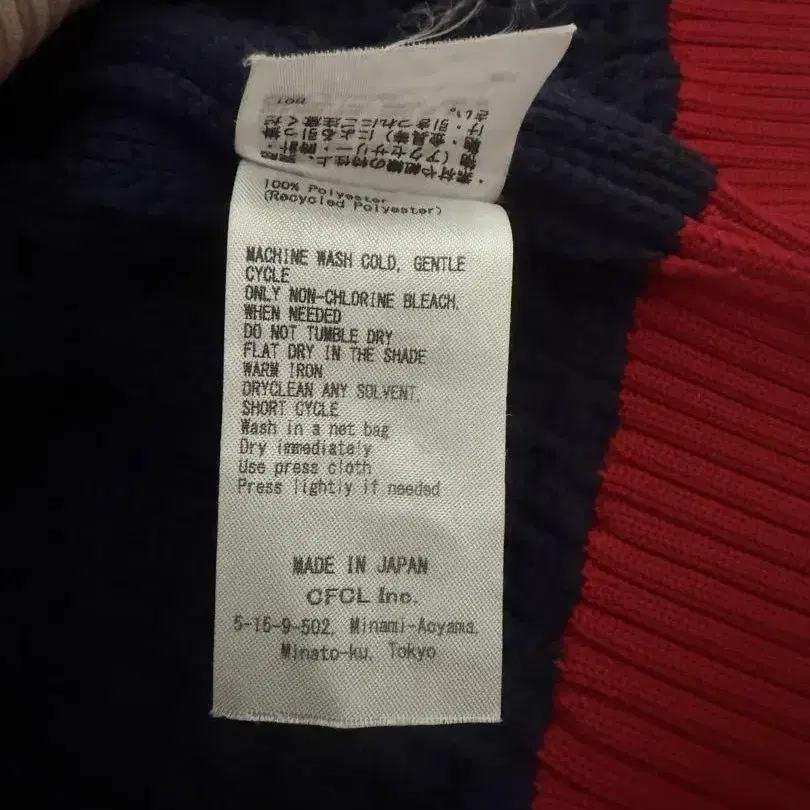 100% Polyester
(Recycled Polyester)
MACHINE WASH COLD, GENTLE
CYCLE
ONLY NON-CHLORINE BLEACH,
WHEN NEEDED
DO NOT TUMBLE DRY
FLAT DRY IN THE SHADE
WARM IRON
DRYCLEAN ANY SOLVENT,
SHORT CYCLE
Wash in a net bag
Dry immediately
Use press cloth
Press lightly if needed
MADE IN JAPAN
CFCL Inc.
5-15-9-502, Minami-Aoyama,
Minato-ku, Tokyo